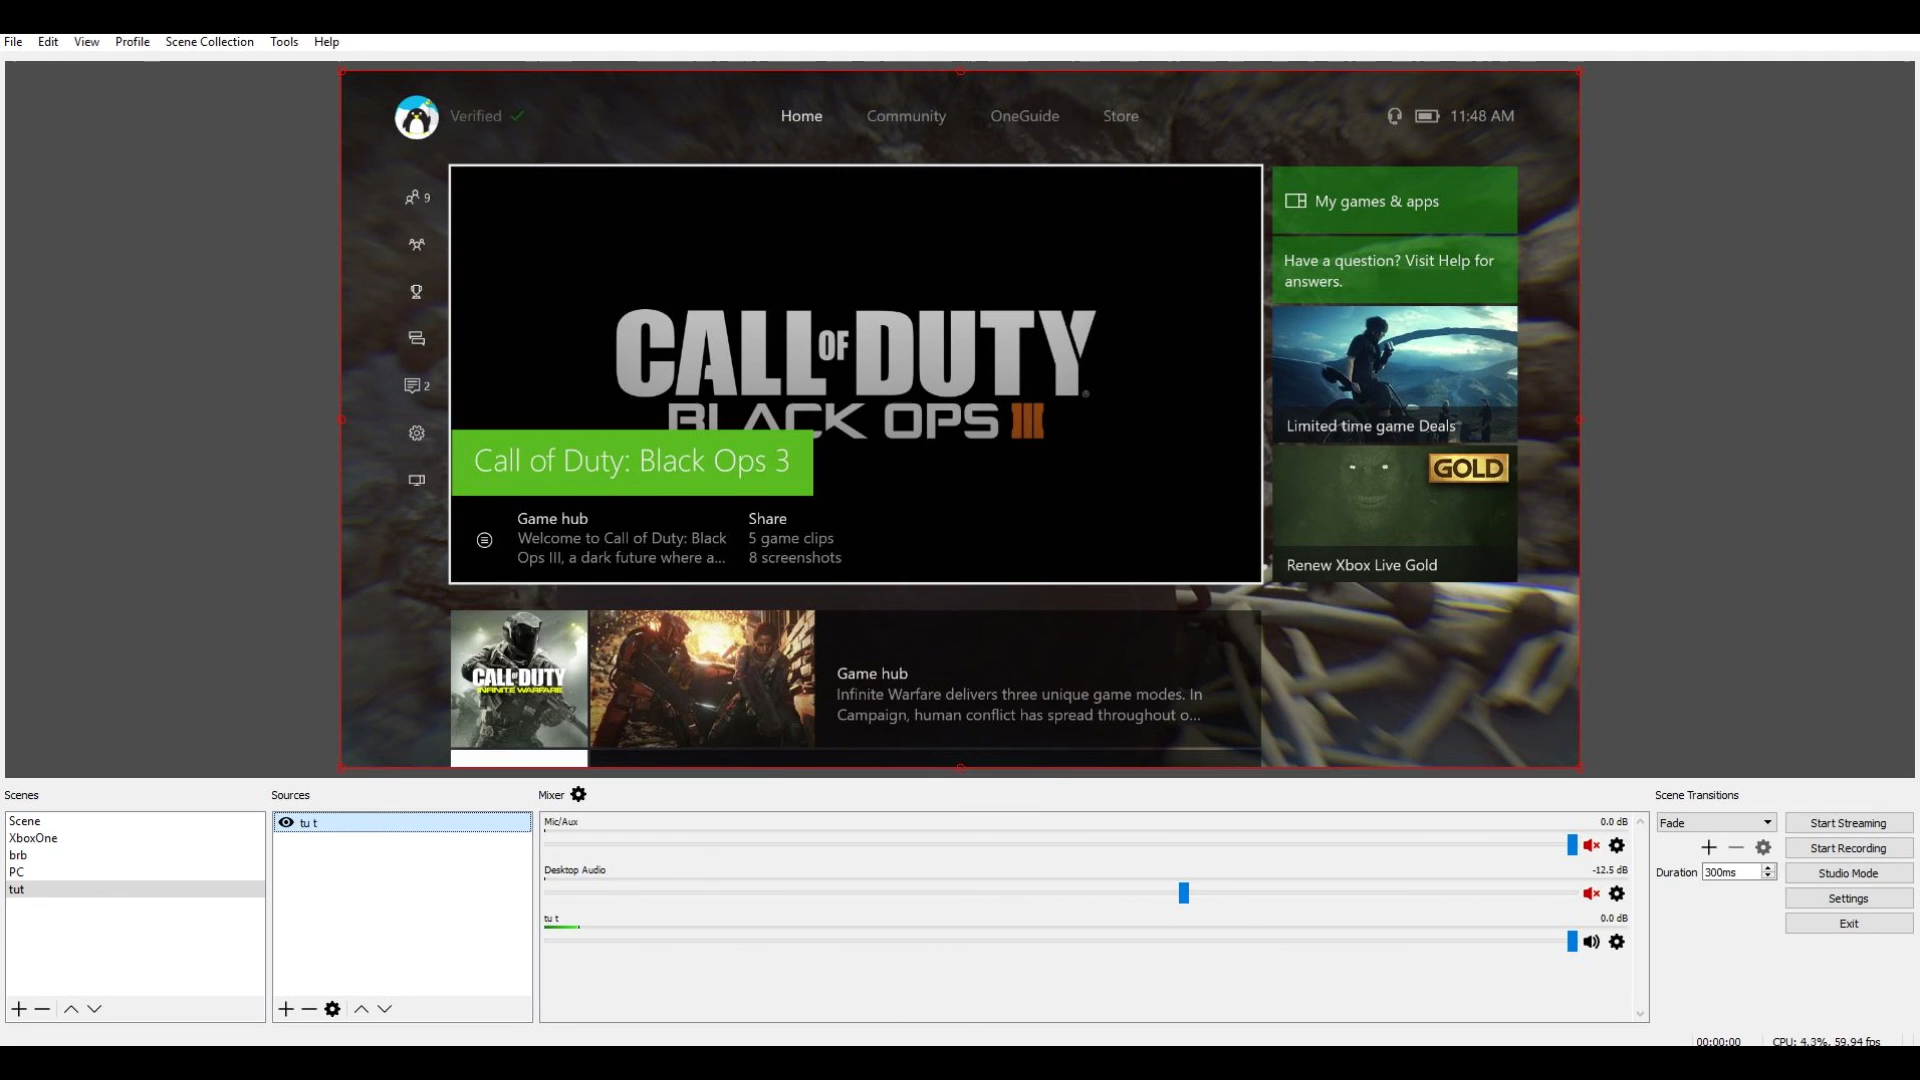 File Edit View Profile Scene Collection Tools Help
Verified Home Community OneGuide Store 11:48 AM
9
2
CALL OF DUTY
BLACK OPS III
Call of Duty: Black Ops 3
Game hub
Welcome to Call of Duty: Black
Ops III, a dark future where a...
Share
5 game clips
8 screenshots
My games & apps
Have a question? Visit Help for
answers.
Limited time game Deals
GOLD
Renew Xbox Live Gold
CALL OF DUTY
INFINITE WARFARE
Game hub
Infinite Warfare delivers three unique game modes. In
Campaign, human conflict has spread throughout o...
Scenes
Scene
XboxOne
brb
PC
tut
Sources
tu t
Mixer
Mic/Aux 0.0 dB
Desktop Audio -12.5 dB
tu t 0.0 dB
Scene Transitions
Fade
Duration 300ms
Start Streaming
Start Recording
Studio Mode
Settings
Exit
00:00:00 CPU: 4.3%, 59.94 fps